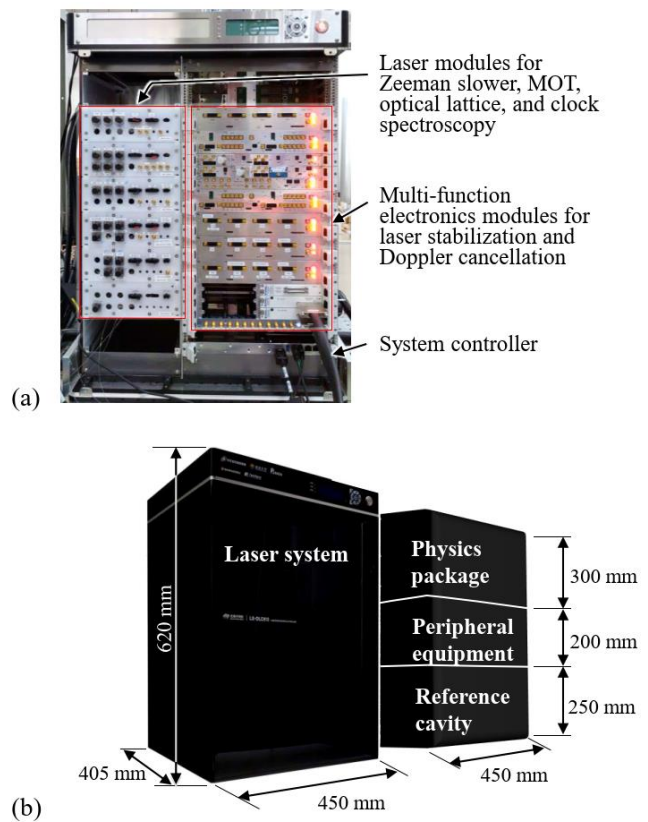 Laser modules for
Zeeman slower, MOT,
optical lattice, and clock
spectroscopy
Multi-function
electronics modules for
laser stabilization and
Doppler cancellation
System controller
(a)
Laser system
620 mm
405 mm
450 mm
Physics
package
300 mm
Peripheral
equipment
200 mm
Reference
cavity
250 mm
450 mm
(b)